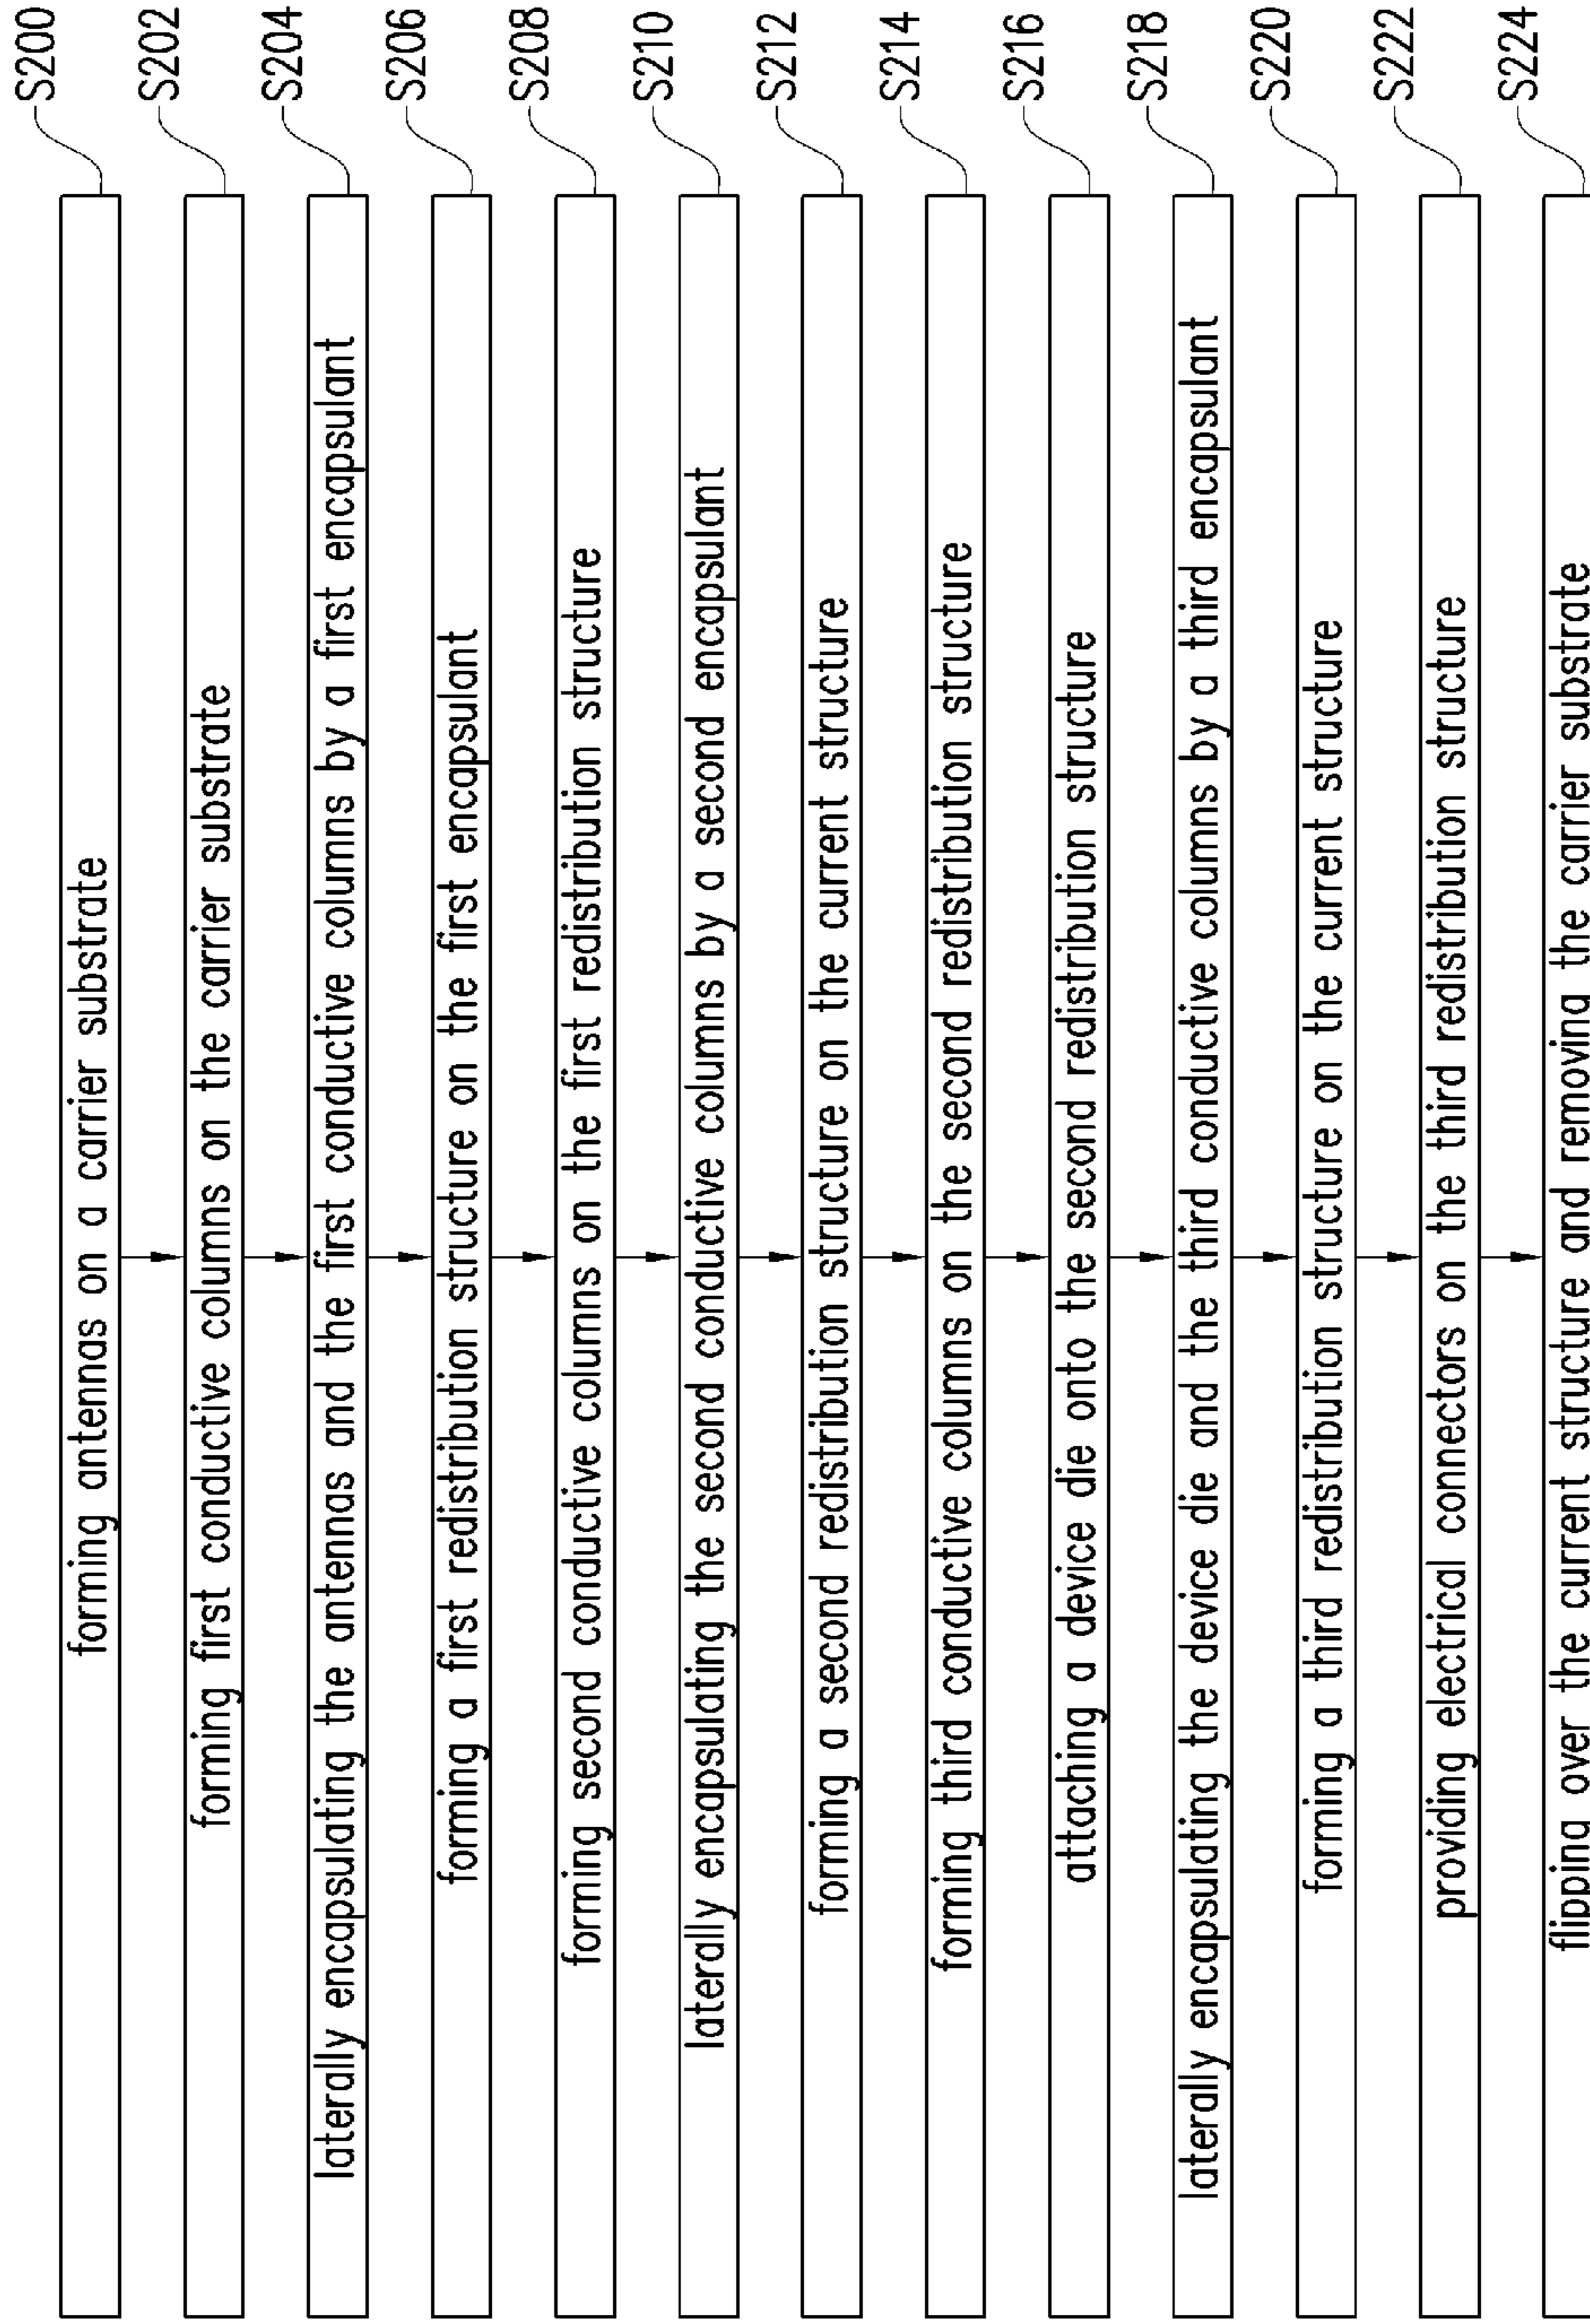 S200
forming antennas on a carrier substrate
S202
forming first conductive columns on the carrier substrate
S204
laterally encapsulating the antennas and the first conductive columns by a first encapsulant
S206
forming a first redistribution structure on the first encapsulant
S208
forming second conductive columns on the first redistribution structure
S210
laterally encapsulating the second conductive columns by a second encapsulant
S212
forming a second redistribution structure on the current structure
S214
forming third conductive columns on the second redistribution structure
S216
attaching a device die onto the second redistribution structure
S218
laterally encapsulating the device die and the third conductive columns by a third encapsulant
S220
forming a third redistribution structure on the current structure
S222
providing electrical connectors on the third redistribution structure
S224
flipping over the current structure and removing the carrier substrate